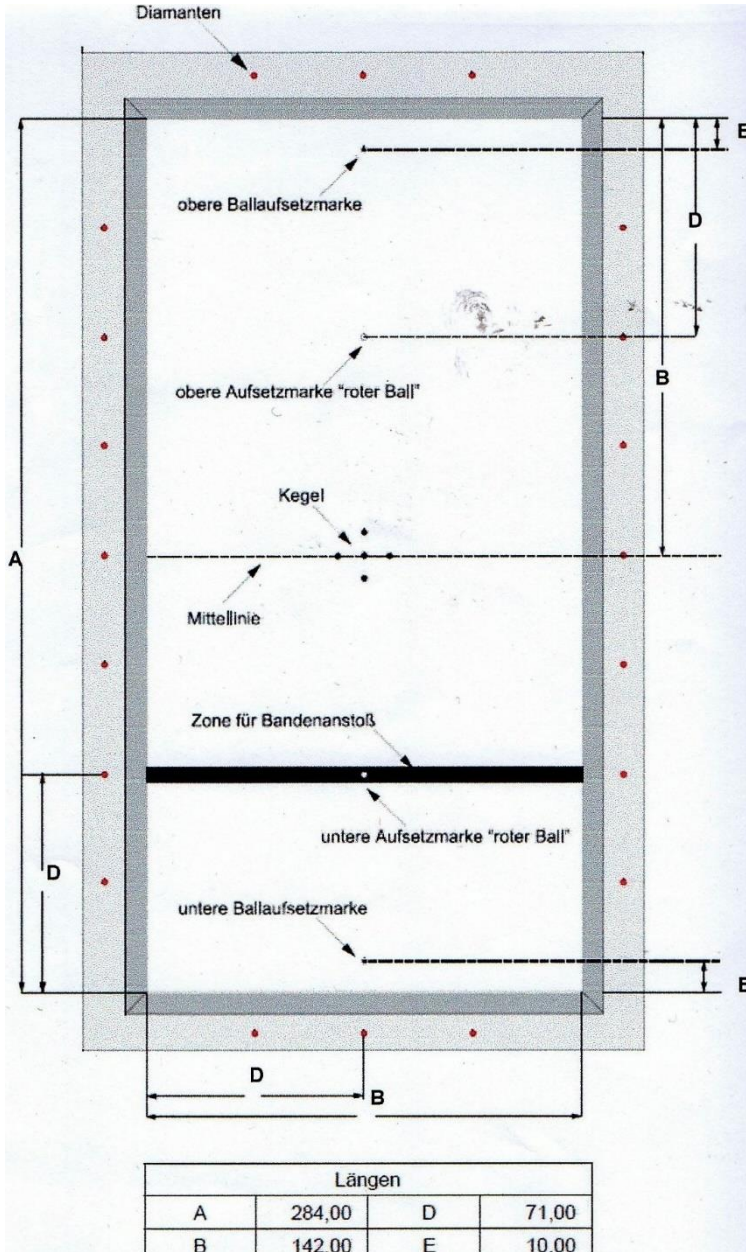 Diamanten
E
obere Ballaufsetzmarke
D
obere Aufsetzmarke "roter Ball"
B
Kegel
A
Mittellinie
Zone für Bandenanstoß
untere Aufsetzmarke "roter Ball"
D
untere Ballaufsetzmarke
E
D
B
Längen
A 284,00 D 71,00
B 142,00 E 10,00